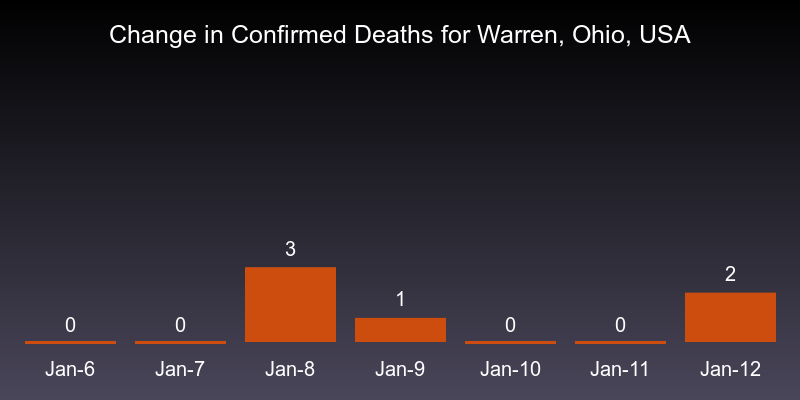 Change in Confirmed Deaths for Warren, Ohio, USA
3
2
1
0 0 0 0
Jan-6 Jan-7 Jan-8 Jan-9 Jan-10 Jan-11 Jan-12